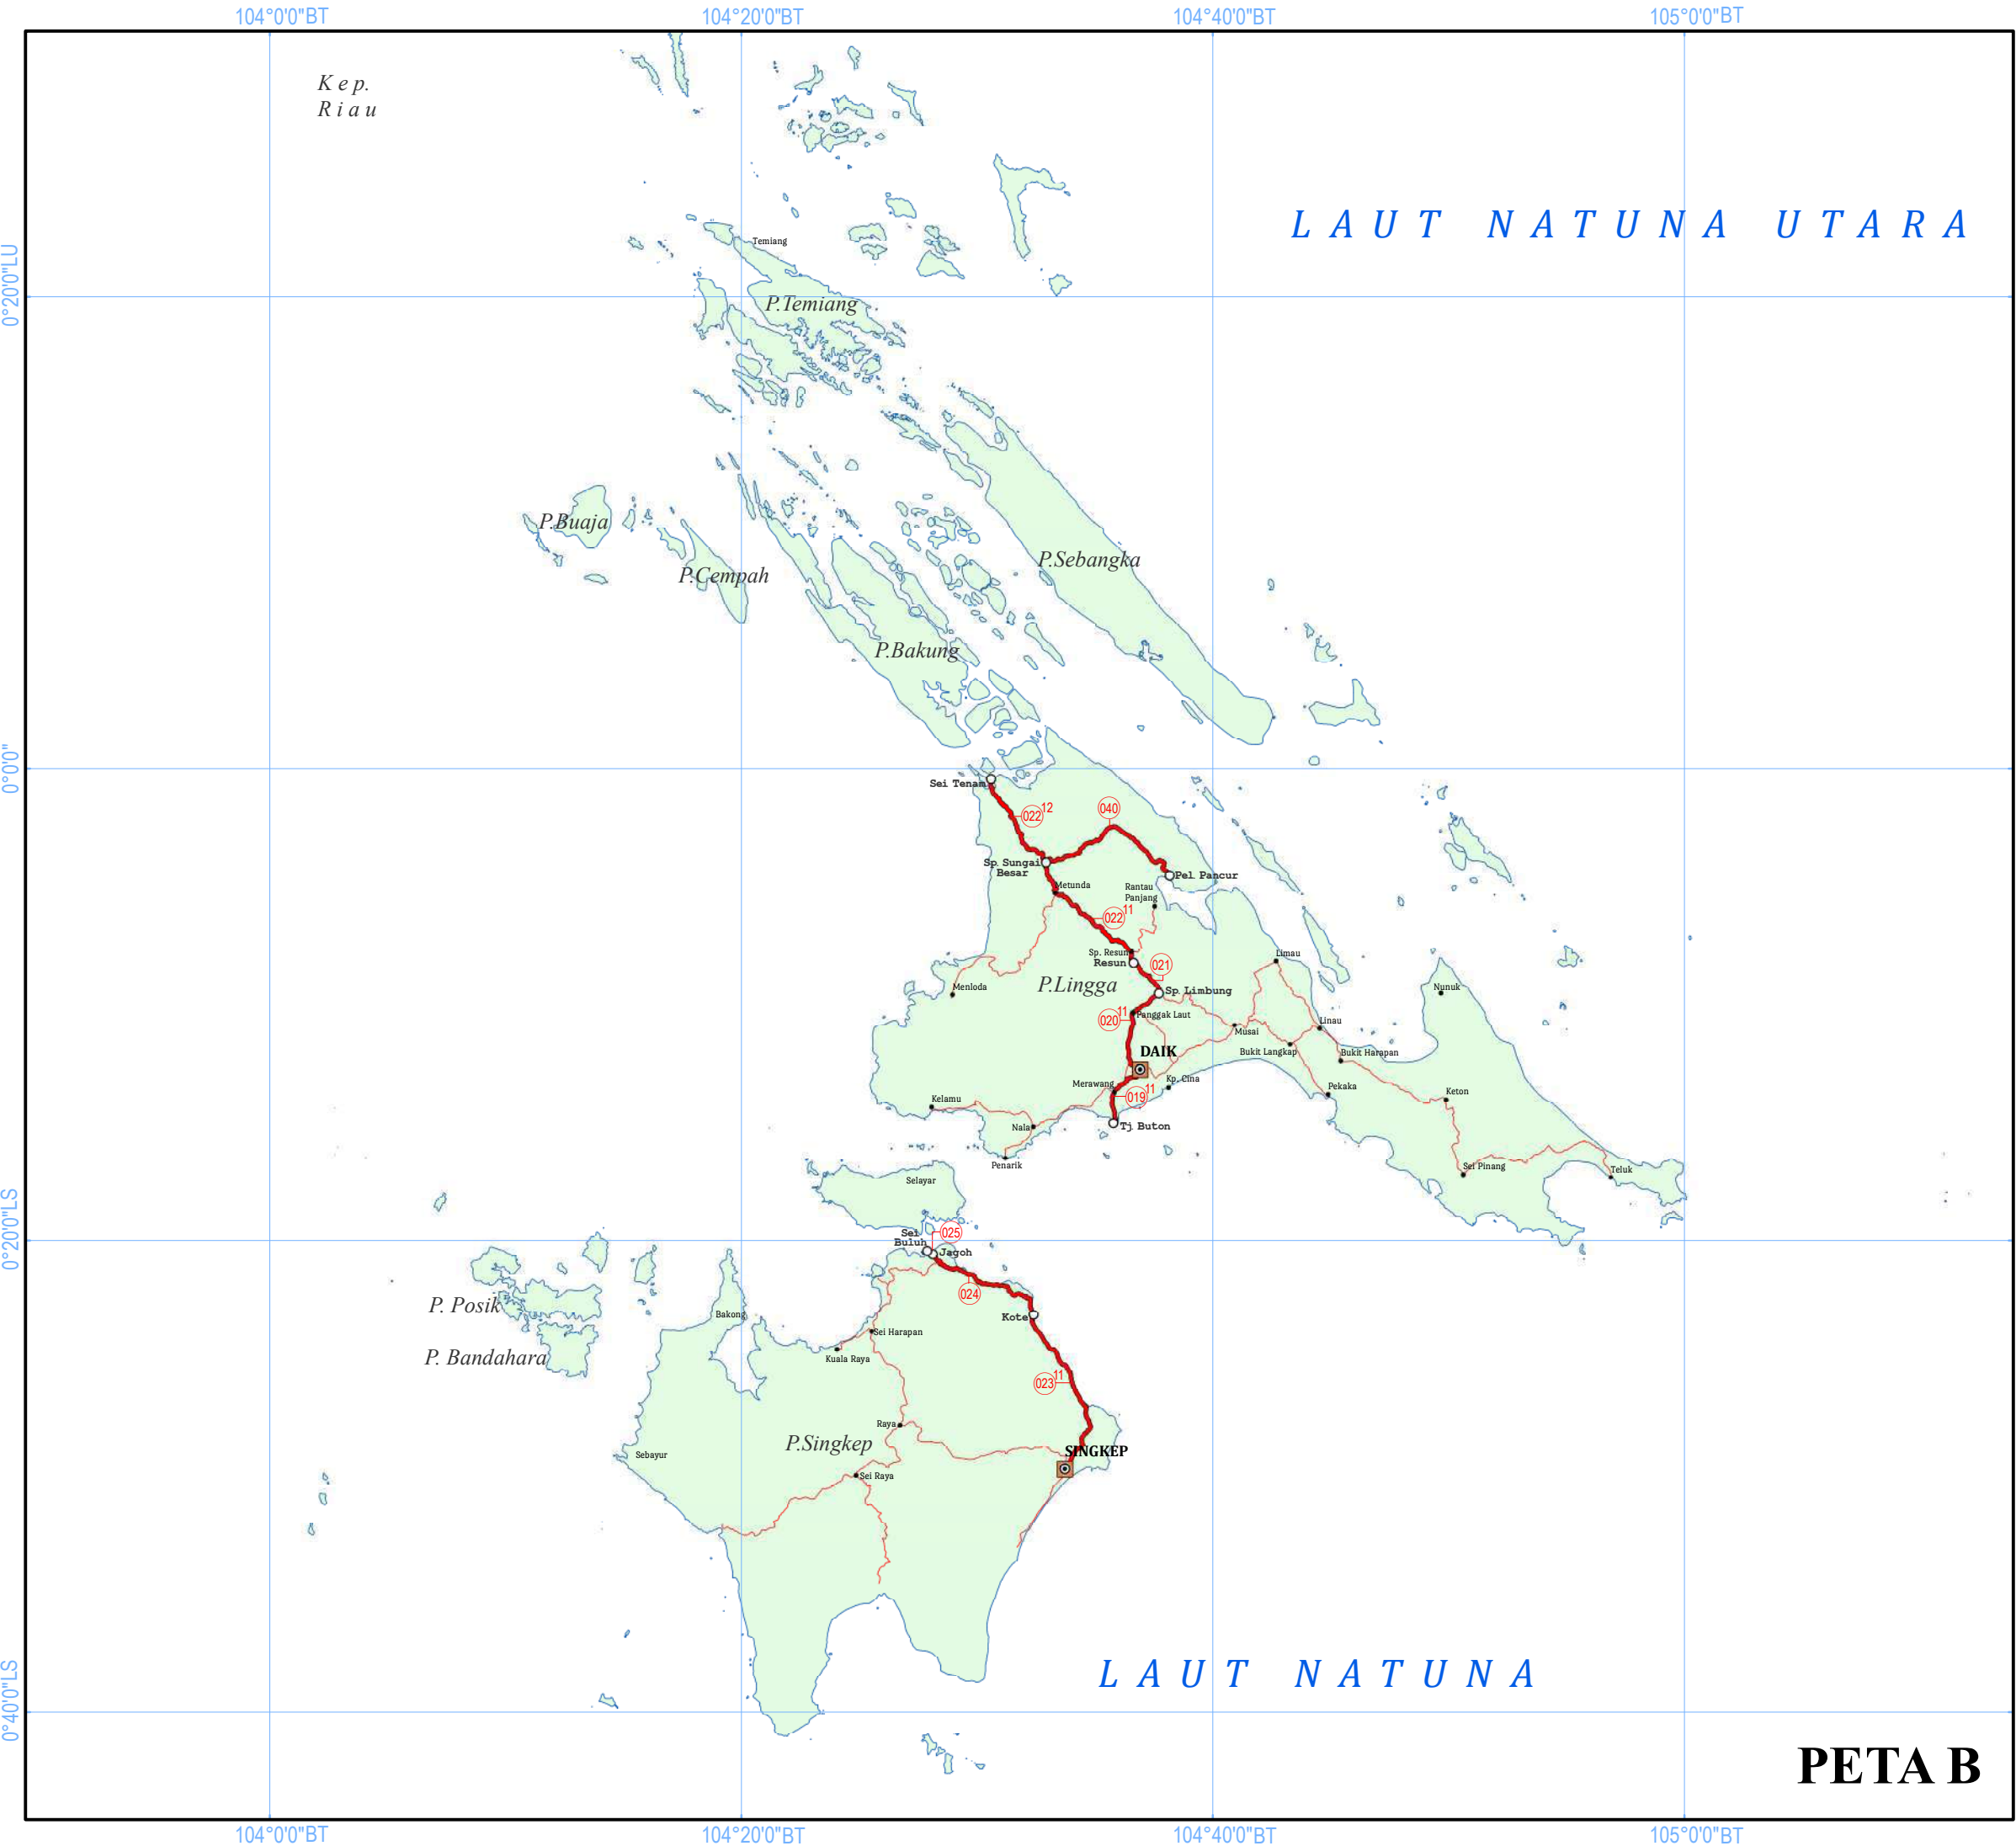 104°0'0"BT
104°20'0"BT
104°40'0"BT
105°0'0"BT
Kep.
Riau
LAUT NATUNA UTARA
0°20'0"LU
Temiang
P.Temiang
P.Buaja
P.Cempah
P.Sebangka
P.Bakung
0°0'0"
Sei Tenam
022 12
040
Sp. Sungai
Besar
Pel. Pancur
Metunda
Rantau
Panjang
022 11
Sp. Resun
Resun
021
Limau
P.Lingga
Menloda
Sp. Limbung
Nunuk
020 11
Panggak Laut
Musai
Linau
DAIK
Bukit Langkap
Bukit Harapan
Merawang
Kp. Cina
019 11
Pekaka
Keton
Kelamu
Nala
Tj Buton
Penarik
Sei Pinang
Teluk
Selayar
0°20'0"LS
Sei
Buluh
025
Jagoh
024
P. Posik
Bakong
Kote
Sei Harapan
P. Bandahara
Kuala Raya
023 11
Raya
P.Singkep
SINGKEP
Sebayur
Sei Raya
LAUT NATUNA
0°40'0"LS
PETA B
104°0'0"BT
104°20'0"BT
104°40'0"BT
105°0'0"BT